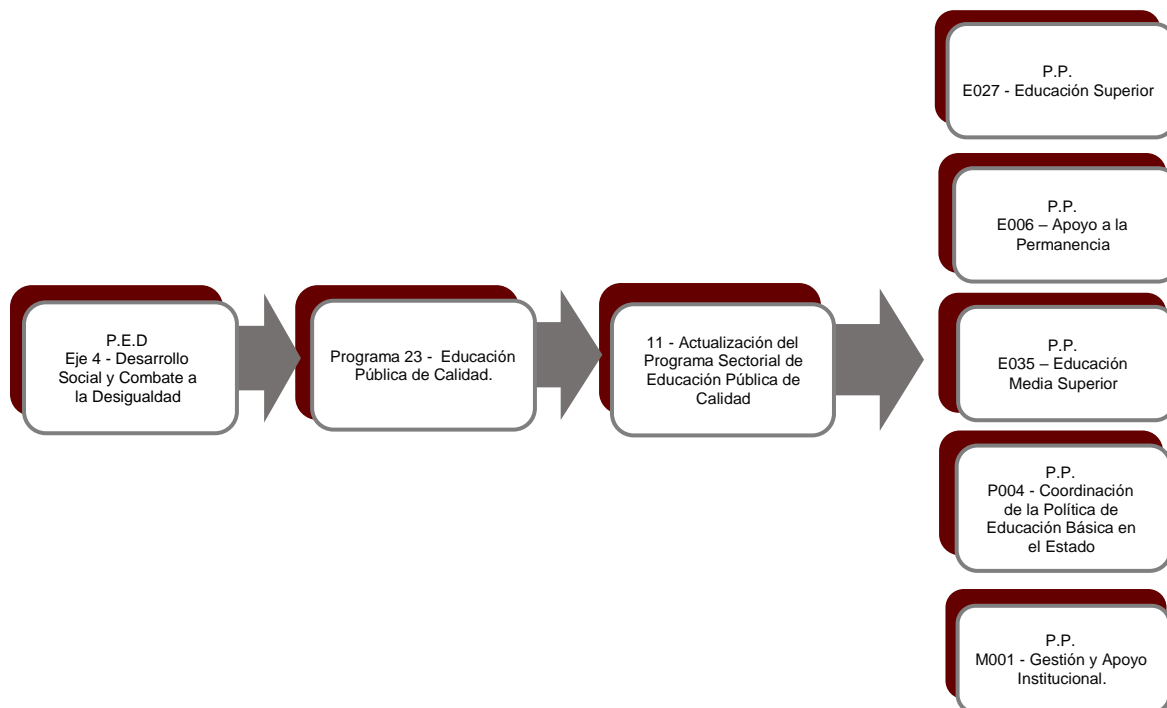 P.E.D
Eje 4 - Desarrollo
Social y Combate a
la Desigualdad
Programa 23 - Educación
Pública de Calidad.
11 - Actualización del
Programa Sectorial de
Educación Pública de
Calidad
P.P.
E027 - Educación Superior
P.P.
E006 – Apoyo a la
Permanencia
P.P.
E035 – Educación
Media Superior
P.P.
P004 - Coordinación
de la Política de
Educación Básica en
el Estado
P.P.
M001 - Gestión y Apoyo
Institucional.